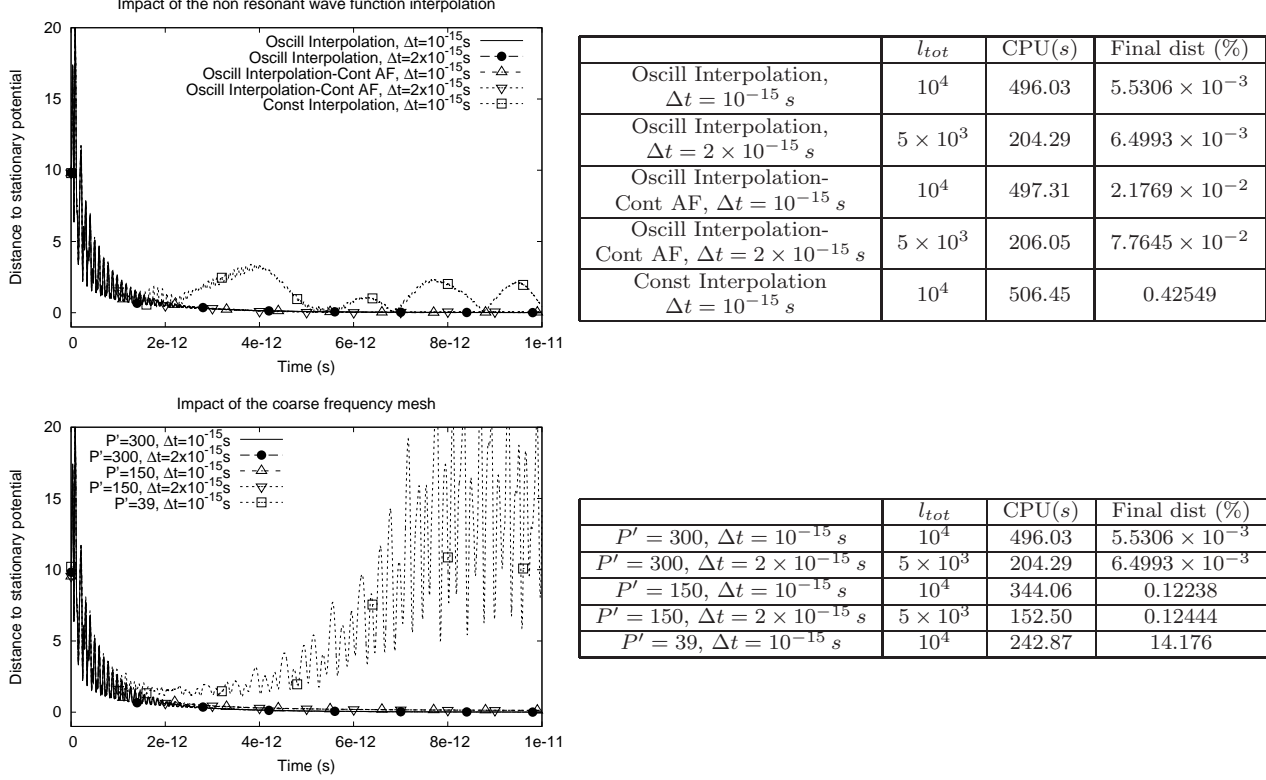 Impact of the non resonant wave function interpolation
Distance to stationary potential
20
15
10
5
0
Oscill Interpolation, Δt=10^-15s
Oscill Interpolation, Δt=2x10^-15s
Oscill Interpolation-Cont AF, Δt=10^-15s
Oscill Interpolation-Cont AF, Δt=2x10^-15s
Const Interpolation, Δt=10^-15s
0 2e-12 4e-12 6e-12 8e-12 1e-11
Time (s)
l_tot CPU(s) Final dist (%)
Oscill Interpolation,
Δt = 10^−15 s 10^4 496.03 5.5306 × 10^−3
Oscill Interpolation,
Δt = 2 × 10^−15 s 5 × 10^3 204.29 6.4993 × 10^−3
Oscill Interpolation-
Cont AF, Δt = 10^−15 s 10^4 497.31 2.1769 × 10^−2
Oscill Interpolation-
Cont AF, Δt = 2 × 10^−15 s 5 × 10^3 206.05 7.7645 × 10^−2
Const Interpolation
Δt = 10^−15 s 10^4 506.45 0.42549
Impact of the coarse frequency mesh
Distance to stationary potential
20
15
10
5
0
P'=300, Δt=10^-15s
P'=300, Δt=2x10^-15s
P'=150, Δt=10^-15s
P'=150, Δt=2x10^-15s
P'=39, Δt=10^-15s
0 2e-12 4e-12 6e-12 8e-12 1e-11
Time (s)
l_tot CPU(s) Final dist (%)
P′ = 300, Δt = 10^−15 s 10^4 496.03 5.5306 × 10^−3
P′ = 300, Δt = 2 × 10^−15 s 5 × 10^3 204.29 6.4993 × 10^−3
P′ = 150, Δt = 10^−15 s 10^4 344.06 0.12238
P′ = 150, Δt = 2 × 10^−15 s 5 × 10^3 152.50 0.12444
P′ = 39, Δt = 10^−15 s 10^4 242.87 14.176